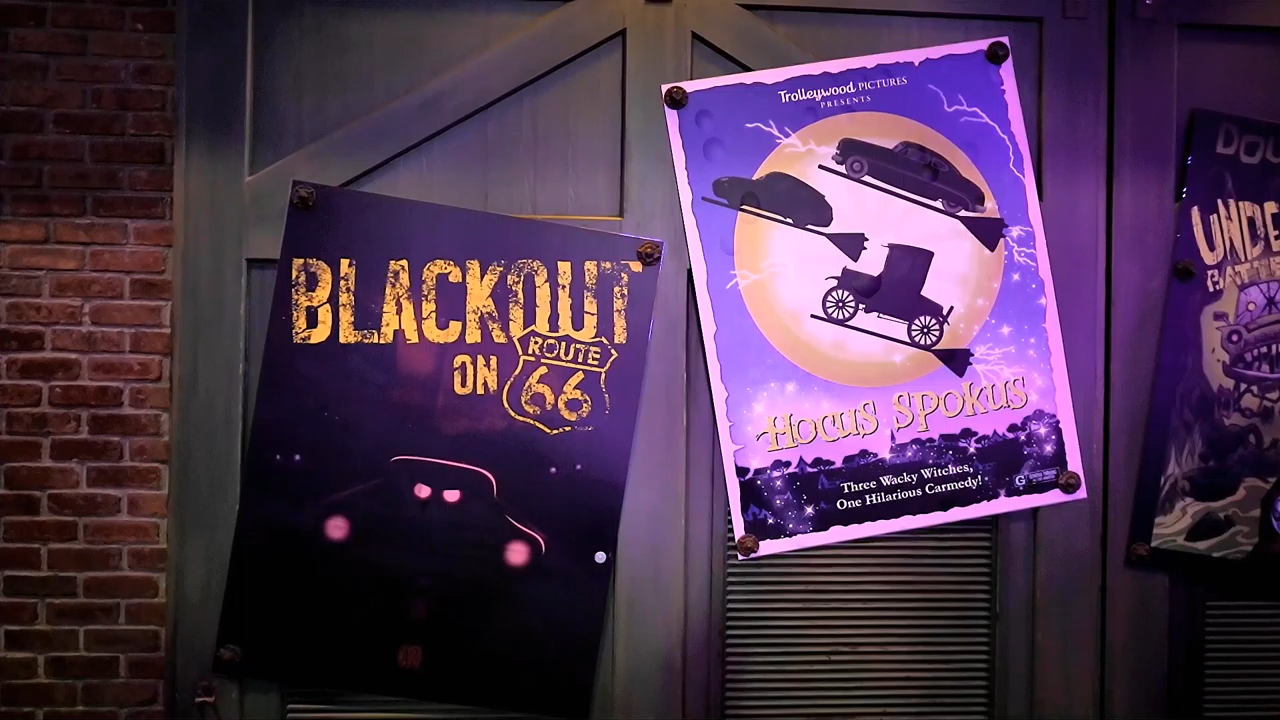 BLACKOUT
ON
ROUTE
66
Trolleywood PICTURES
PRESENTS
HOCUS SPOKUS
Three Wacky Witches,
One Hilarious Carmedy!
G